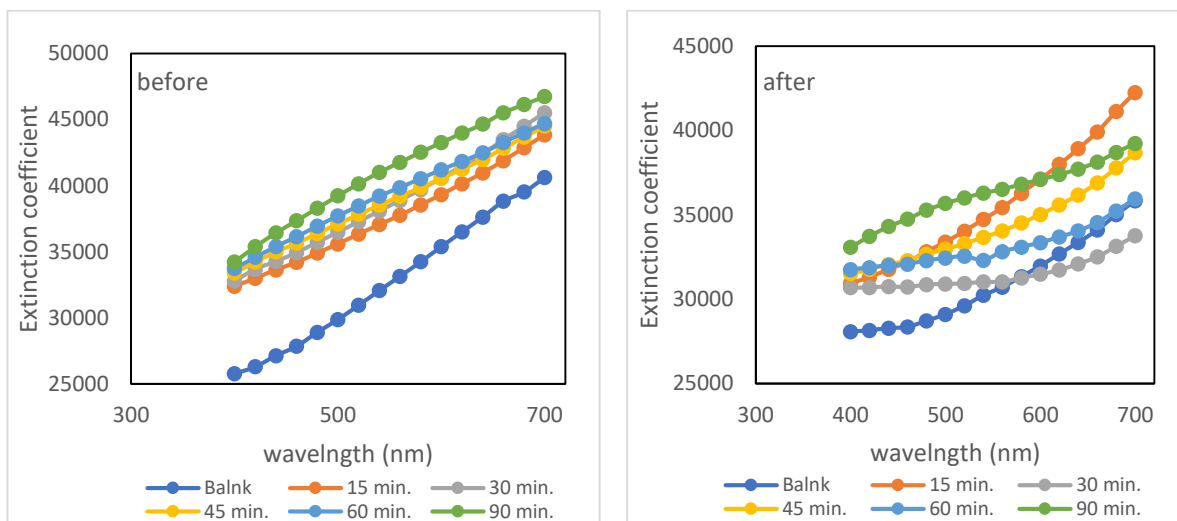 before
Extinction coefficient
50000
45000
40000
35000
30000
25000
300
500
700
wavelngth (nm)
Balnk
15 min.
30 min.
45 min.
60 min.
90 min.
after
Extinction coefficient
45000
40000
35000
30000
25000
300
400
500
600
700
wavelngth (nm)
Balnk
15 min.
30 min.
45 min.
60 min.
90 min.